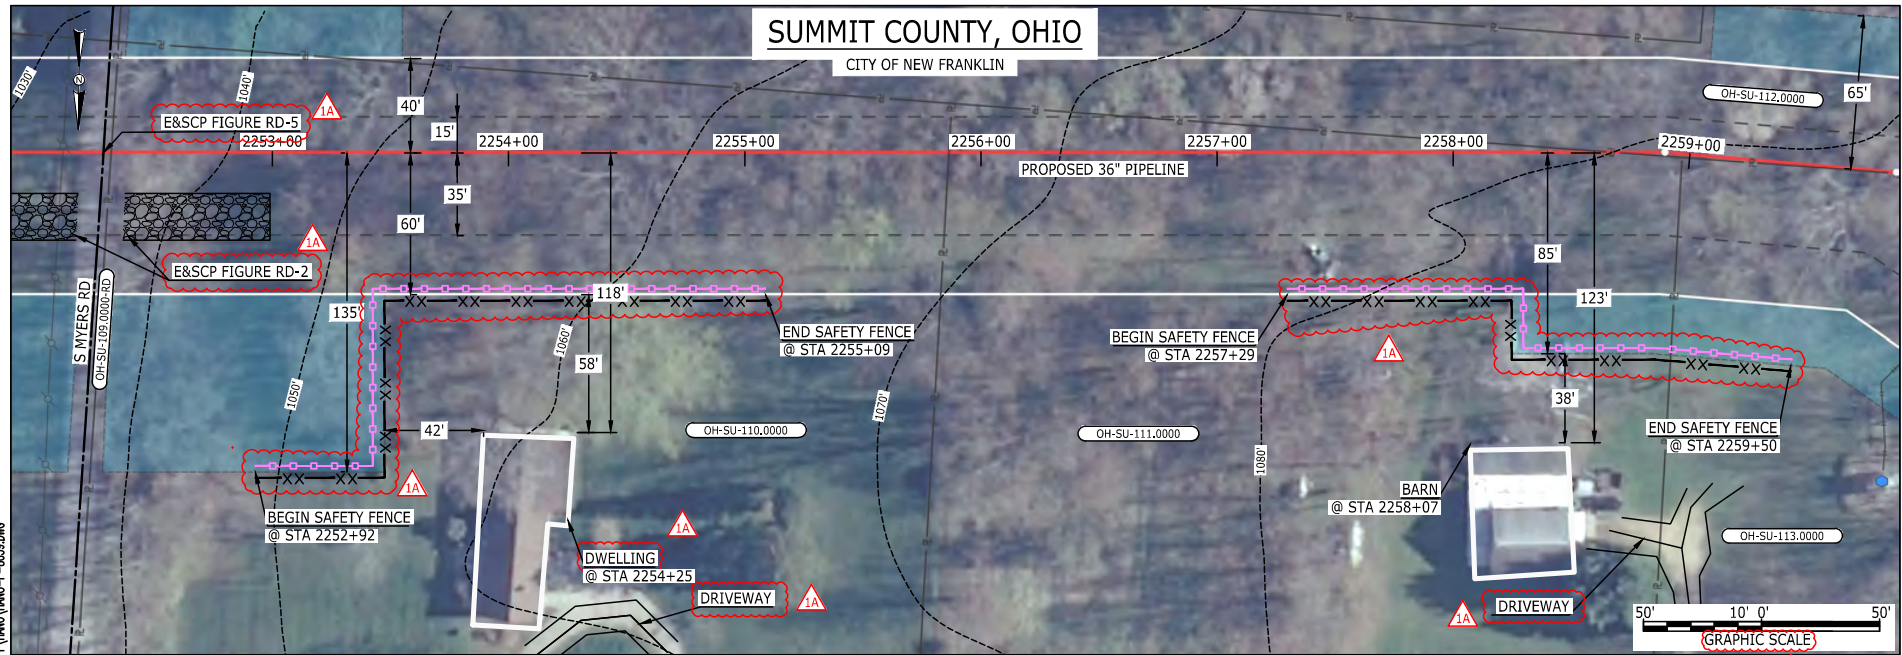 SUMMIT COUNTY, OHIO
CITY OF NEW FRANKLIN
1030'
1040'
40'
15'
65'
OH-SU-112.0000
1A
E&SCP FIGURE RD-5
2253+00
2254+00
2255+00
2256+00
2257+00
2258+00
2259+00
PROPOSED 36" PIPELINE
35'
60'
85'
1A
E&SCP FIGURE RD-2
S MYERS RD
OH-SU-109.0000-RD
135'
118'
123'
END SAFETY FENCE
@ STA 2255+09
BEGIN SAFETY FENCE
@ STA 2257+29
1A
1060'
58'
1050'
1070'
38'
42'
OH-SU-110.0000
OH-SU-111.0000
END SAFETY FENCE
@ STA 2259+50
1080'
1A
BARN
@ STA 2258+07
BEGIN SAFETY FENCE
@ STA 2252+92
1A
DWELLING
@ STA 2254+25
OH-SU-113.0000
DRIVEWAY
1A
1A
DRIVEWAY
50' 10' 0' 50'
GRAPHIC SCALE